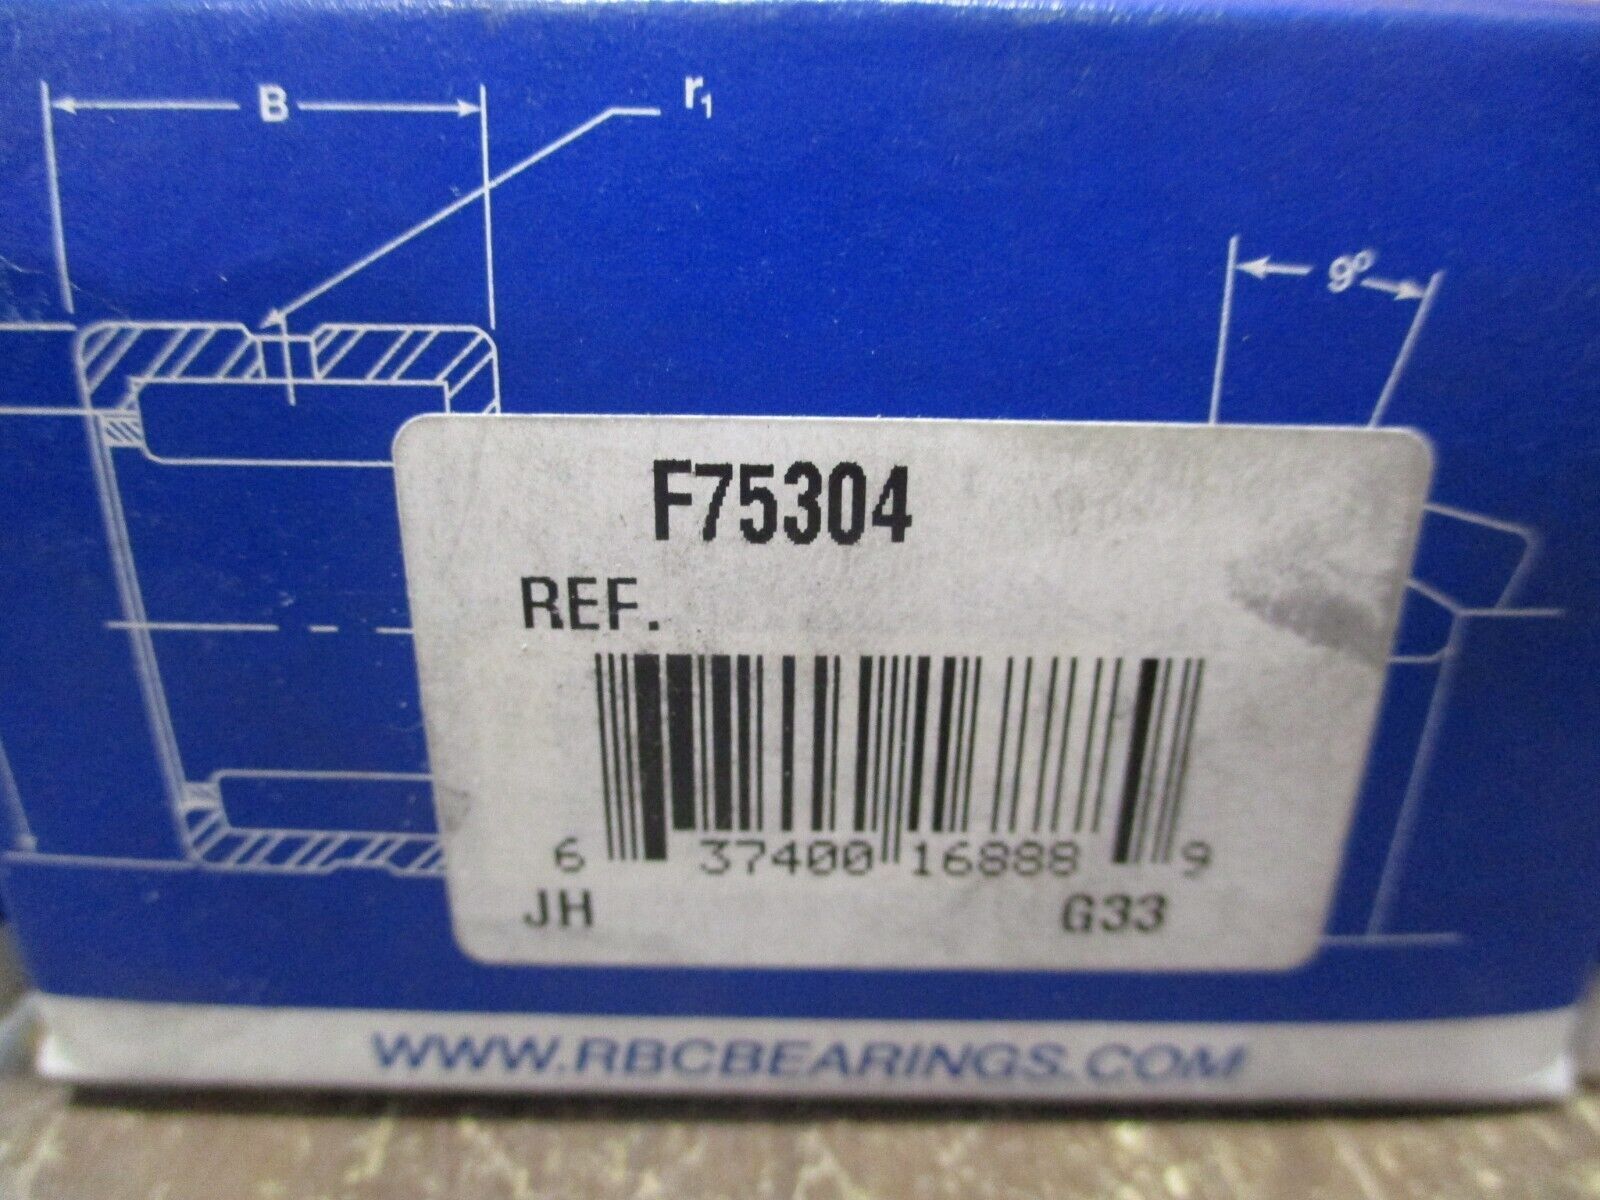 B
r1
9°
F75304
REF.
6 37400 16888 9
JH G33
WWW.RBCBEARINGS.COM